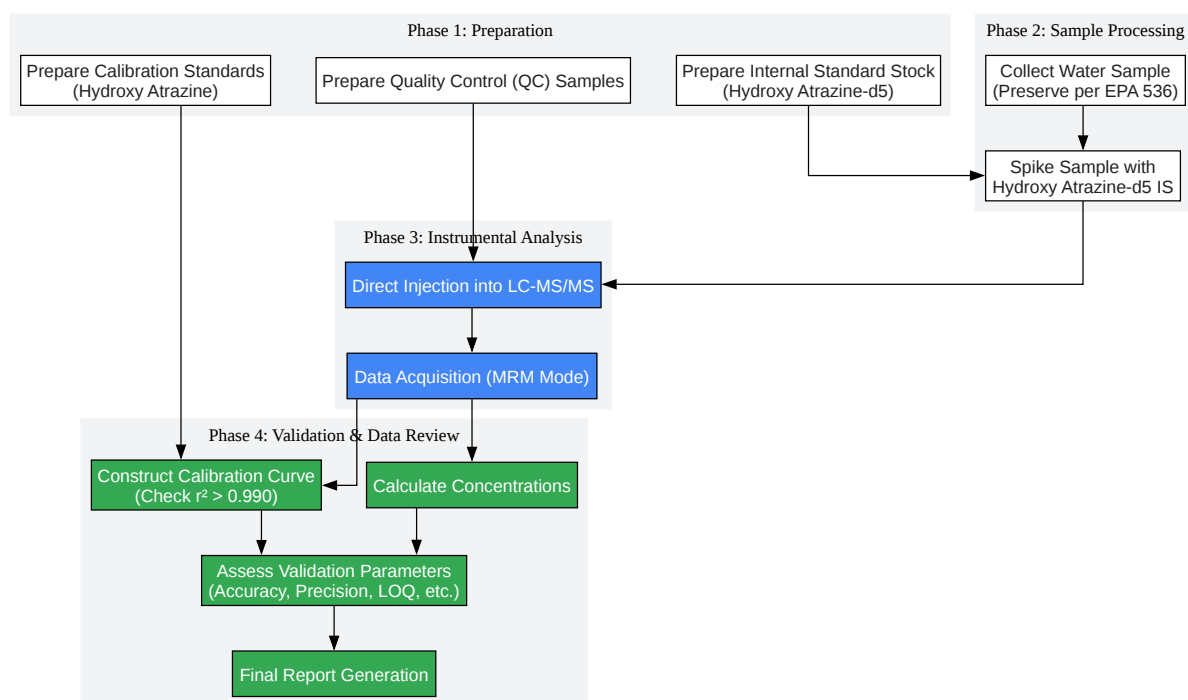 Phase 1: Preparation
Phase 2: Sample Processing
Prepare Calibration Standards
(Hydroxy Atrazine)
Prepare Quality Control (QC) Samples
Prepare Internal Standard Stock
(Hydroxy Atrazine-d5)
Collect Water Sample
(Preserve per EPA 536)
Spike Sample with
Hydroxy Atrazine-d5 IS
Phase 3: Instrumental Analysis
Direct Injection into LC-MS/MS
Data Acquisition (MRM Mode)
Phase 4: Validation & Data Review
Construct Calibration Curve
(Check r² > 0.990)
Calculate Concentrations
Assess Validation Parameters
(Accuracy, Precision, LOQ, etc.)
Final Report Generation